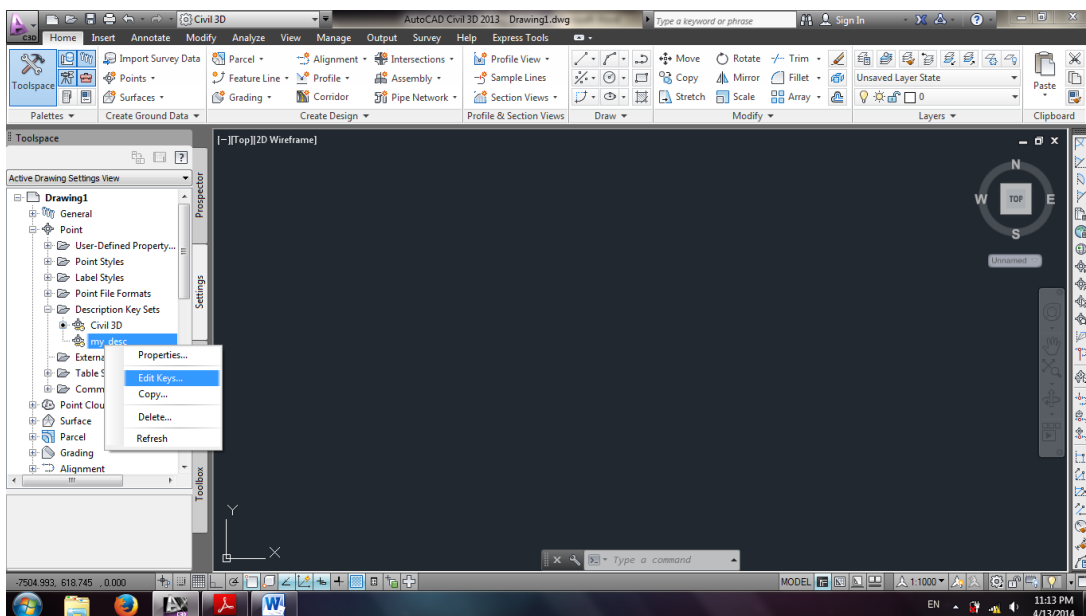 Civil 3D
AutoCAD Civil 3D 2013 Drawing1.dwg
Type a keyword or phrase
Sign In
C3D
Home Insert Annotate Modify Analyze View Manage Output Survey Help Express Tools
Toolspace
Import Survey Data
Points
Surfaces
Parcel
Feature Line
Grading
Alignment
Profile
Corridor
Intersections
Assembly
Pipe Network
Profile View
Sample Lines
Section Views
Move
Copy
Stretch
Rotate
Mirror
Scale
Trim
Fillet
Array
Unsaved Layer State
0
Paste
Palettes
Create Ground Data
Create Design
Profile & Section Views
Draw
Modify
Layers
Clipboard
Toolspace
Active Drawing Settings View
Drawing1
General
Point
User-Defined Property...
Point Styles
Label Styles
Point File Formats
Description Key Sets
Civil 3D
my_desc
Externa
Table S
Comm
Point Clou
Surface
Parcel
Grading
Alignment
Properties...
Edit Keys...
Copy...
Delete...
Refresh
Prospector
Settings
Toolbox
[−][Top][2D Wireframe]
N
W
TOP
E
S
Unnamed
Y
X
Type a command
-7504.993, 618.745 , 0.000
MODEL
1:1000
EN
11:13 PM
4/13/2014